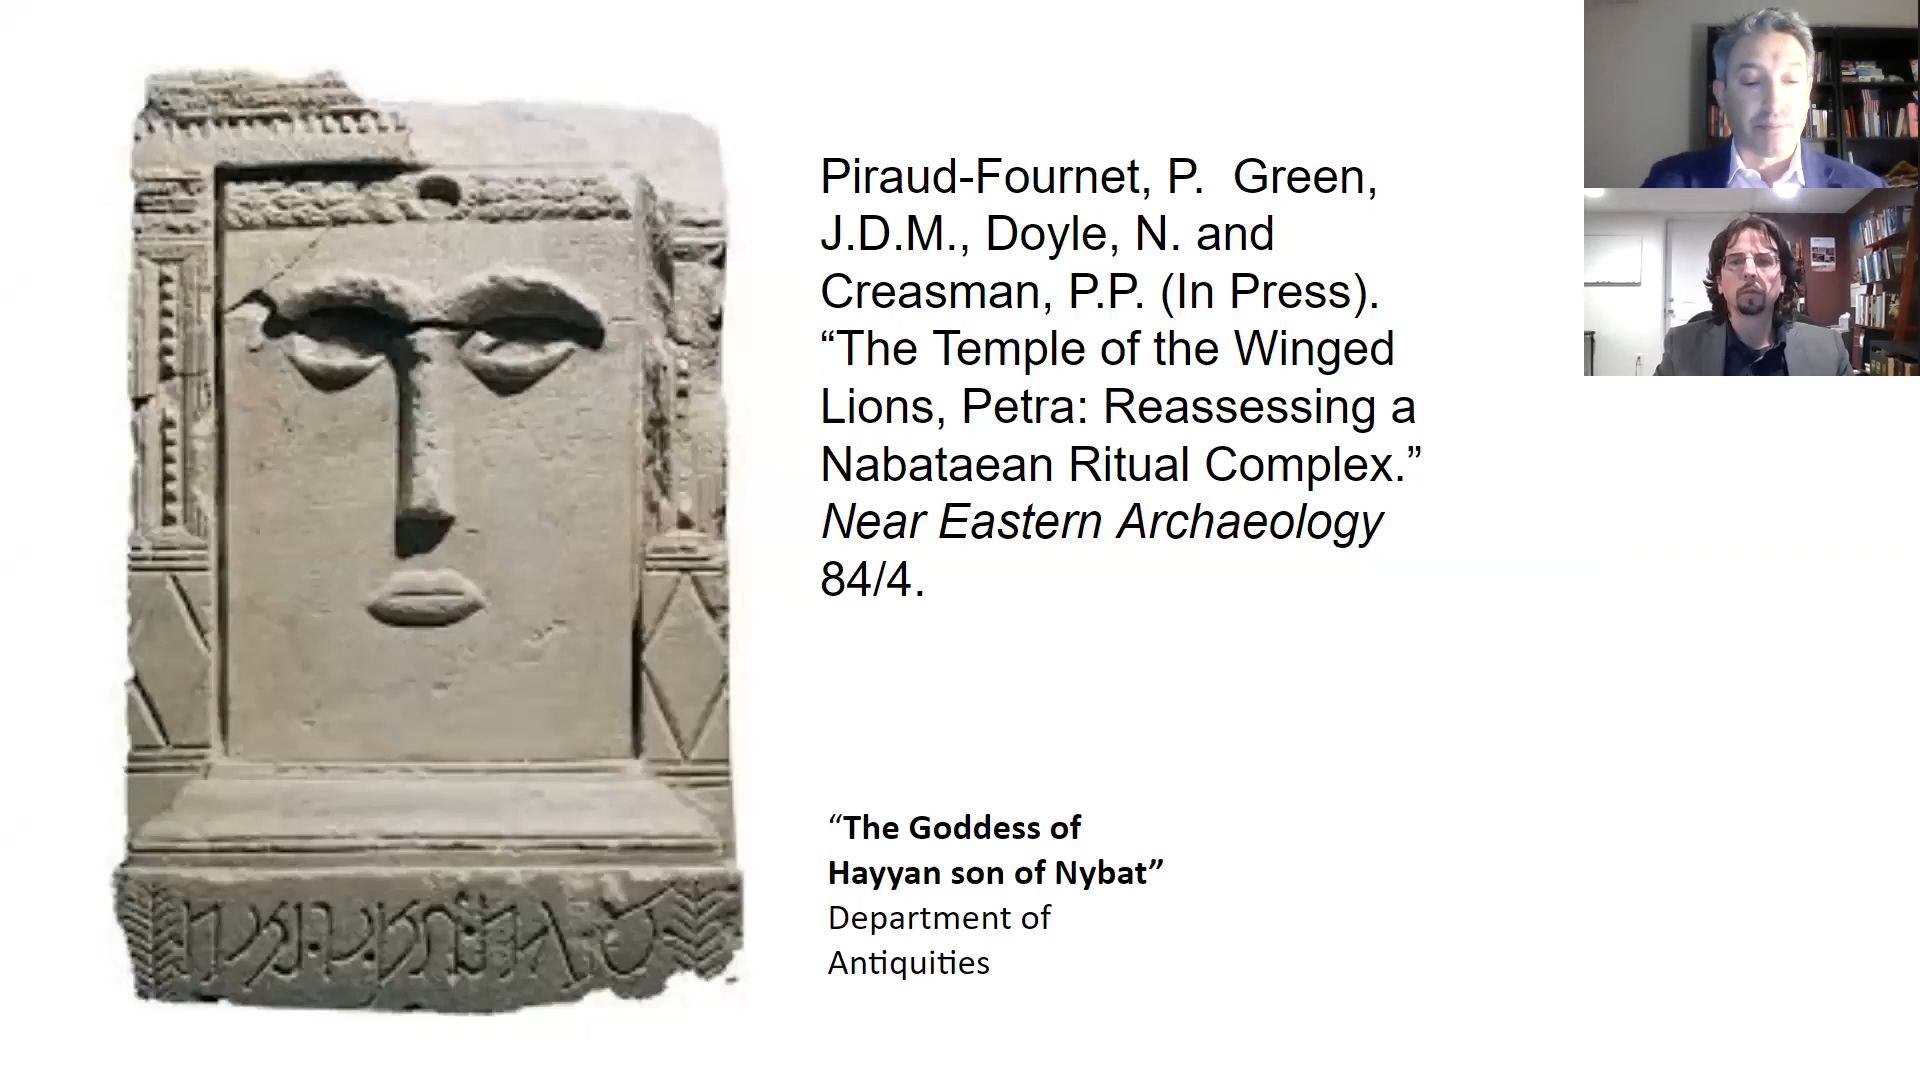 Piraud-Fournet, P.  Green,
J.D.M., Doyle, N. and
Creasman, P.P. (In Press).
“The Temple of the Winged
Lions, Petra: Reassessing a
Nabataean Ritual Complex.”
Near Eastern Archaeology
84/4.
“The Goddess of
Hayyan son of Nybat”
Department of
Antiquities